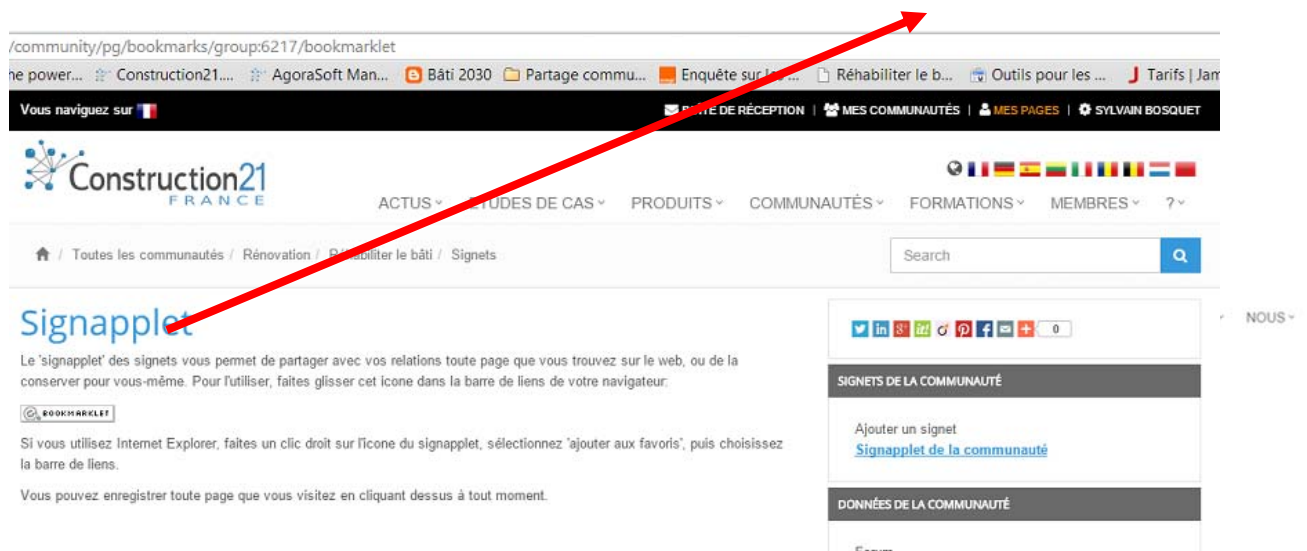 /community/pg/bookmarks/group:6217/bookmarklet
ne power... Construction21.... AgoraSoft Man... Bâti 2030 Partage commu... Enquête sur les ... Réhabiliter le b... Outils pour les ... Tarifs | Jam
Vous naviguez sur DE RÉCEPTION | MES COMMUNAUTÉS | MES PAGES | SYLVAIN BOSQUET
Construction21
FRANCE
ACTUS ETUDES DE CAS PRODUITS COMMUNAUTÉS FORMATIONS MEMBRES ?
/ Toutes les communautés / Rénovation / Réhabiliter le bâti / Signets
Search
Signapplet
NOUS
Le 'signapplet' des signets vous permet de partager avec vos relations toute page que vous trouvez sur le web, ou de la
conserver pour vous-même. Pour l'utiliser, faites glisser cet icone dans la barre de liens de votre navigateur:
BOOKMARKLET
Si vous utilisez Internet Explorer, faites un clic droit sur l'icone du signapplet, sélectionnez 'ajouter aux favoris', puis choisissez
la barre de liens.
Vous pouvez enregistrer toute page que vous visitez en cliquant dessus à tout moment.
0
SIGNETS DE LA COMMUNAUTÉ
Ajouter un signet
Signapplet de la communauté
DONNÉES DE LA COMMUNAUTÉ